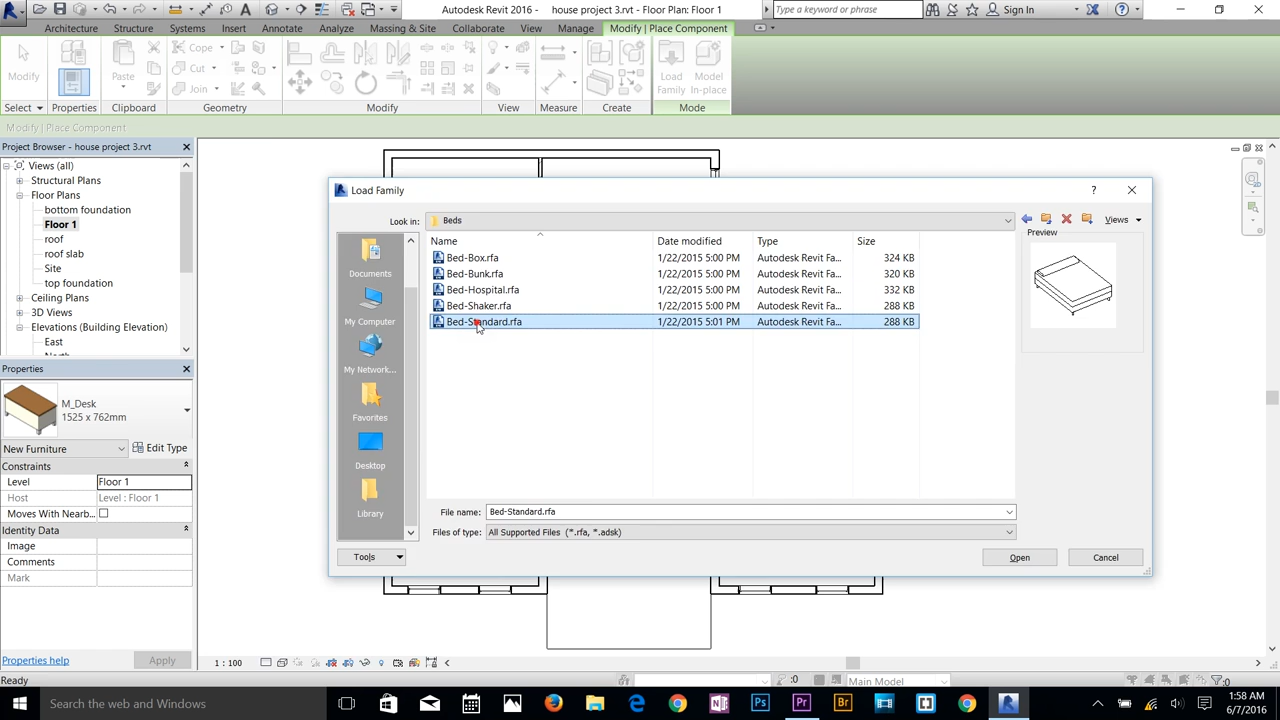 Autodesk Revit 2016 - house project 3.rvt - Floor Plan: Floor 1
Type a keyword or phrase
Sign In
Architecture Structure Systems Insert Annotate Analyze Massing & Site Collaborate View Manage Modify | Place Component
Cope
Cut
Join
Modify
Paste
Load
Family
Model
In-place
Select Properties Clipboard Geometry Modify View Measure Create Mode
Modify | Place Component
Project Browser - house project 3.rvt
Views (all)
Structural Plans
Floor Plans
bottom foundation
Floor 1
roof
roof slab
Site
top foundation
Ceiling Plans
3D Views
Elevations (Building Elevation)
East
Properties
M_Desk
1525 x 762mm
New Furniture
Edit Type
Constraints
Level Floor 1
Host Level : Floor 1
Moves With Nearb...
Identity Data
Image
Comments
Mark
Properties help
Apply
Load Family
Look in: Beds
Views
Preview
Name Date modified Type Size
Bed-Box.rfa 1/22/2015 5:00 PM Autodesk Revit Fa... 324 KB
Bed-Bunk.rfa 1/22/2015 5:00 PM Autodesk Revit Fa... 320 KB
Bed-Hospital.rfa 1/22/2015 5:00 PM Autodesk Revit Fa... 332 KB
Bed-Shaker.rfa 1/22/2015 5:00 PM Autodesk Revit Fa... 288 KB
Bed-Standard.rfa 1/22/2015 5:01 PM Autodesk Revit Fa... 288 KB
Documents
My Computer
My Network...
Favorites
Desktop
Library
File name: Bed-Standard.rfa
Files of type: All Supported Files (*.rfa, *.adsk)
Tools
Open
Cancel
1 : 100
Ready
:0
Main Model
:0
Search the web and Windows
1:58 AM
6/7/2016